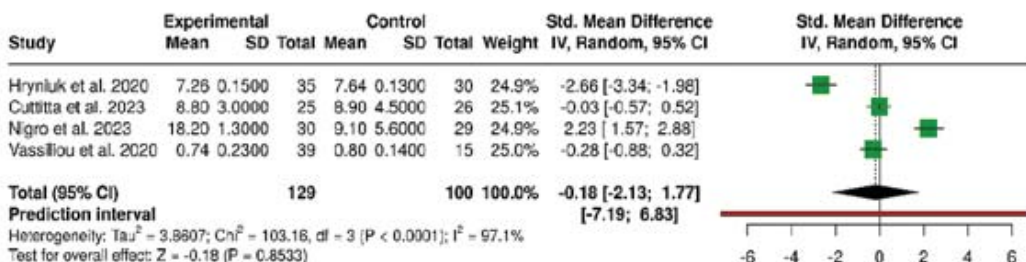 Experimental Control Std. Mean Difference Std. Mean Difference
Study Mean SD Total Mean SD Total Weight IV, Random, 95% CI IV, Random, 95% CI
Hryniuk et al. 2020 7.26 0.1500 35 7.64 0.1300 30 24.9% -2.66 [-3.34; -1.98]
Cuttitta et al. 2023 8.80 3.0000 25 8.90 4.5000 26 25.1% -0.03 [-0.57; 0.52]
Nigro et al. 2023 18.20 1.3000 30 9.10 5.6000 29 24.9% 2.23 [ 1.57; 2.88]
Vassiliou et al. 2020 0.74 0.2300 39 0.80 0.1400 15 25.0% -0.28 [-0.88; 0.32]
Total (95% CI) 129 100 100.0% -0.18 [-2.13; 1.77]
Prediction interval [-7.19; 6.83]
Heterogeneity: Tau² = 3.8607; Chi² = 103.16, df = 3 (P < 0.0001); I² = 97.1%
Test for overall effect: Z = -0.18 (P = 0.8533)
-6 -4 -2 0 2 4 6